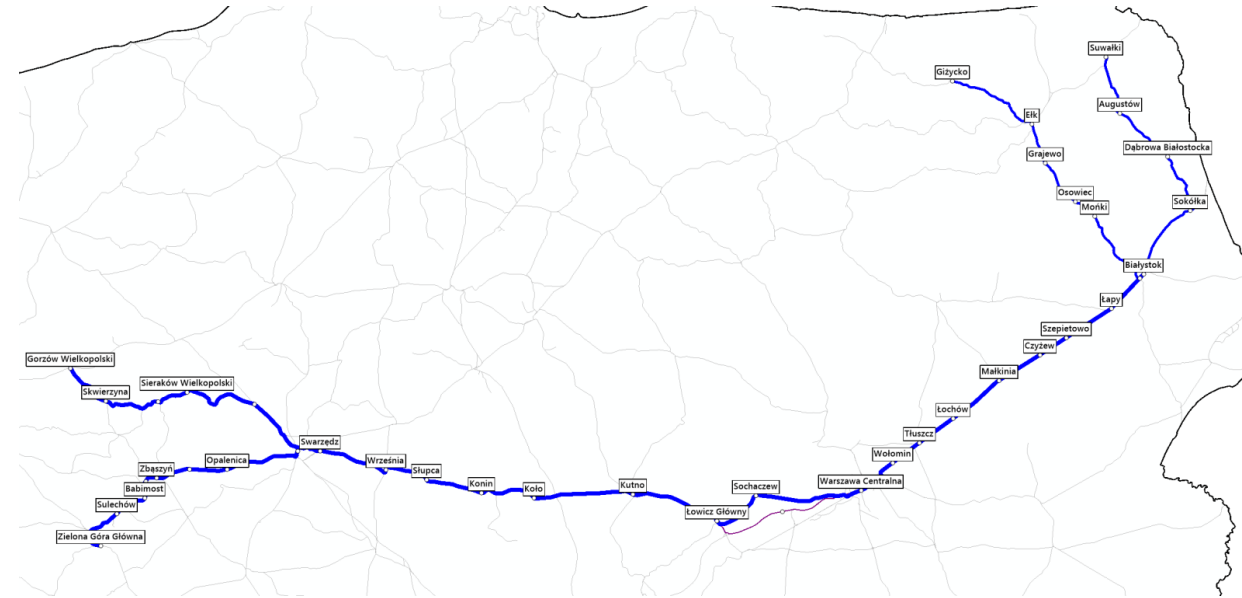 Suwałki
Giżycko
Augustów
Ełk
Dąbrowa Białostocka
Grajewo
Osowiec
Sokółka
Mońki
Białystok
Łapy
Szepietowo
Czyżew
Gorzów Wielkopolski
Małkinia
Sieraków Wielkopolski
Skwierzyna
Łochów
Tłuszcz
Swarzędz
Wołomin
Opalenica
Września
Zbąszyń
Słupca
Warszawa Centralna
Konin
Babimost
Koło
Kutno
Sochaczew
Sulechów
Łowicz Główny
Zielona Góra Główna